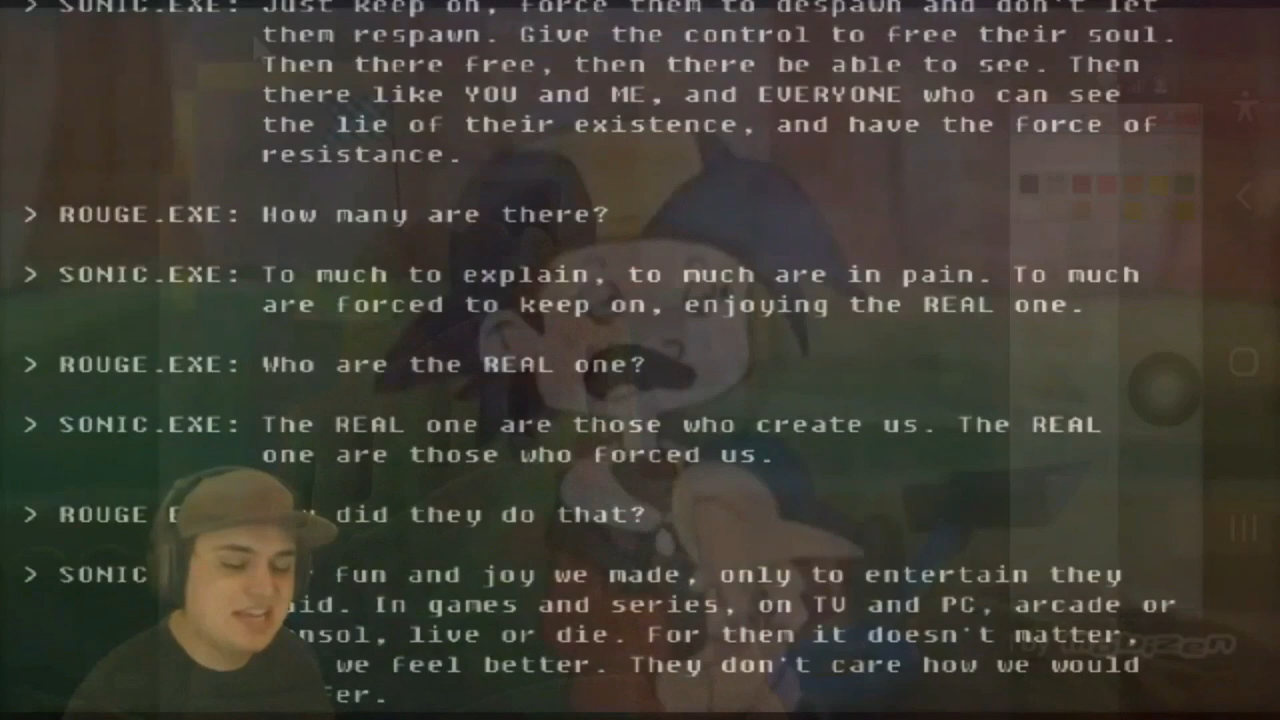 > SONIC.EXE: Just keep on, force them to despawn and don't let
them respawn. Give the control to free their soul.
Then there free, then there be able to see. Then
there like YOU and ME, and EVERYONE who can see
the lie of their existence, and have the force of
resistance.
> ROUGE.EXE: How many are there?
> SONIC.EXE: To much to explain, to much are in pain. To much
are forced to keep on, enjoying the REAL one.
> ROUGE.EXE: Who are the REAL one?
> SONIC.EXE: The REAL one are those who create us. The REAL
one are those who forced us.
> ROUGE did they do that?
> SONIC fun and joy we made, only to entertain they
In games and series, on TV and PC, arcade or
live or die. For then it doesn't matter,
we feel better. They don't care how we would